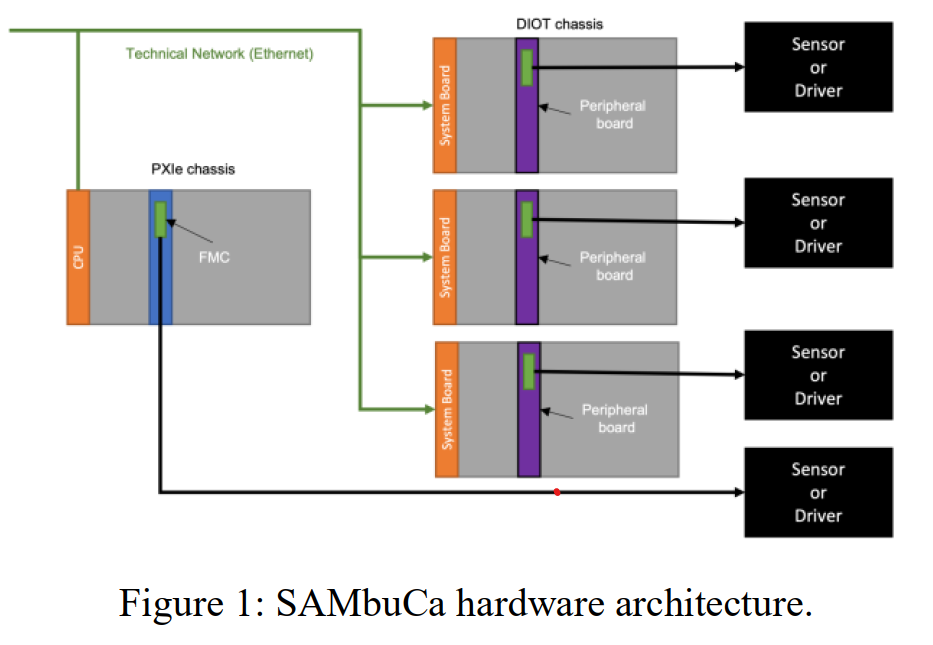 DIOT chassis
Technical Network (Ethernet)
System Board
Peripheral
board
Sensor
or
Driver
PXIe chassis
CPU
FMC
System Board
Peripheral
board
Sensor
or
Driver
System Board
Peripheral
board
Sensor
or
Driver
Sensor
or
Driver
Figure 1: SAMbuCa hardware architecture.